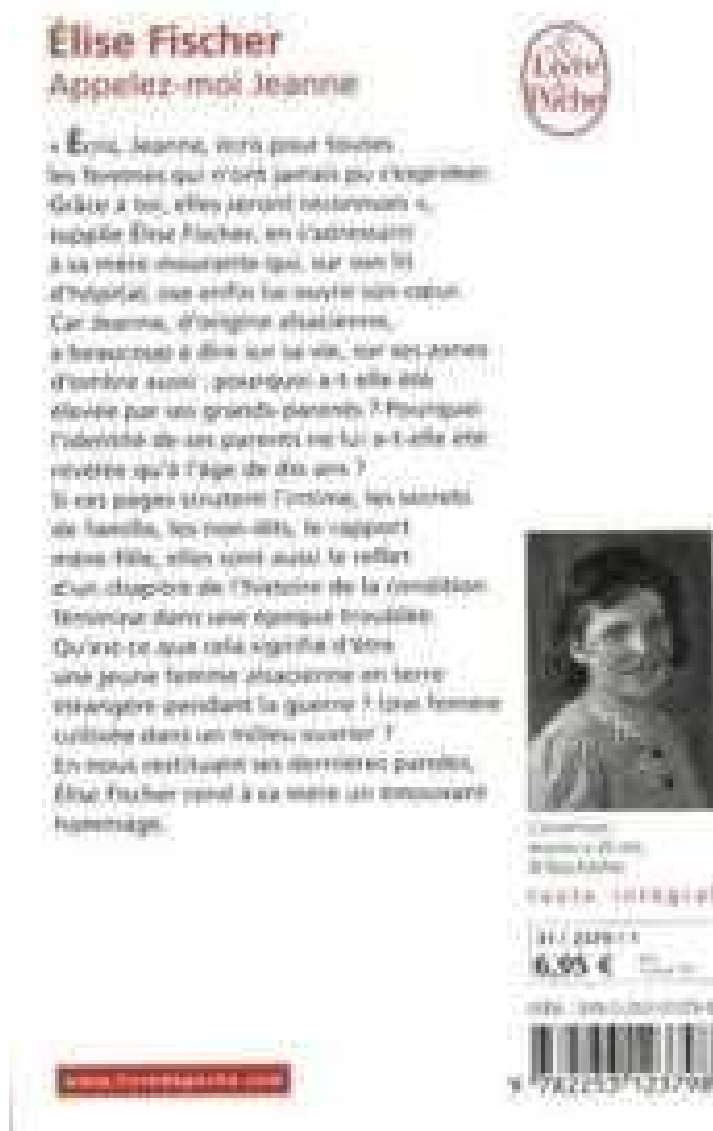 Élise Fischer
Appelez-moi Jeanne
Le Livre de Poche
« Écris, Jeanne, écris pour toutes
les femmes qui n'ont jamais pu s'exprimer.
Grâce à toi, elles seront reconnues »,
supplie Élise Fischer, en s'adressant
à sa mère mourante qui, sur son lit
d'hôpital, ose enfin lui ouvrir son cœur.
Car Jeanne, d'origine alsacienne,
a beaucoup à dire sur sa vie, sur ses zones
d'ombre aussi : pourquoi a-t-elle été
élevée par ses grands-parents ? Pourquoi
l'identité de ses parents ne lui a-t-elle été
révélée qu'à l'âge de dix ans ?
Si ces pages scrutent l'intime, les secrets
de famille, les non-dits, le rapport
mère-fille, elles sont aussi le reflet
d'un chapitre de l'histoire de la condition
féminine dans une époque troublée.
Qu'est-ce que cela signifie d'être
une jeune femme alsacienne en terre
étrangère pendant la guerre ? Une femme
cultivée dans un milieu ouvrier ?
En nous restituant ses dernières paroles,
Élise Fischer rend à sa mère un émouvant
hommage.
texte intégral
6,95 €
9 782253 123798